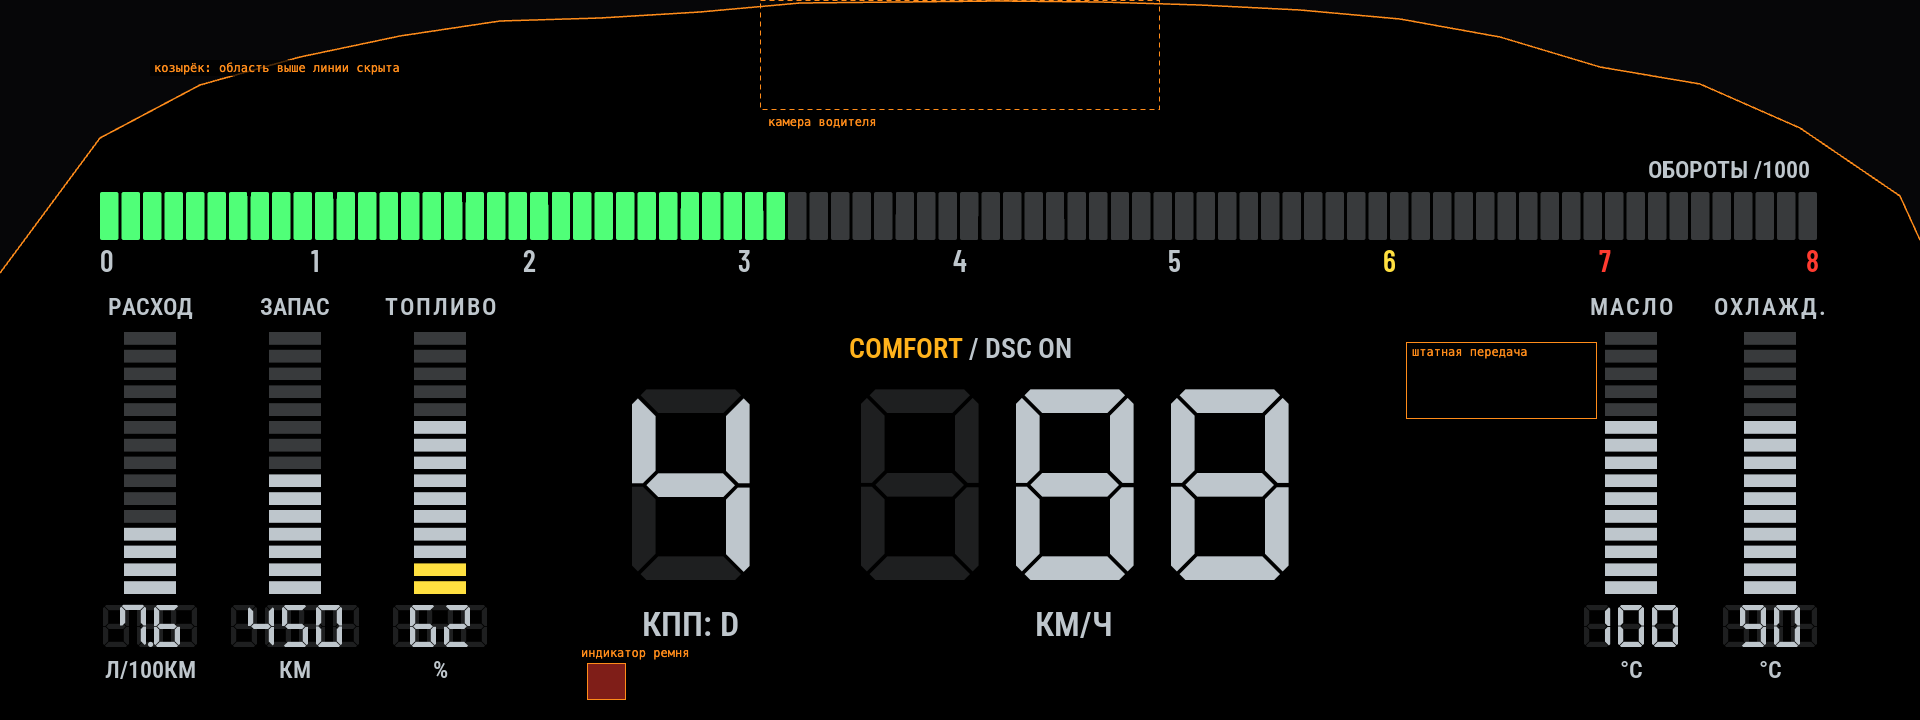 козырёк: область выше линии скрыта
камера водителя
ОБОРОТЫ /1000
0 1 2 3 4 5 6 7 8
РАСХОД ЗАПАС ТОПЛИВО МАСЛО ОХЛАЖД.
COMFORT / DSC ON
штатная передача
4 88
7.6 450 62 100 90
КПП: D КМ/Ч
индикатор ремня
Л/100КМ КМ % °C °C